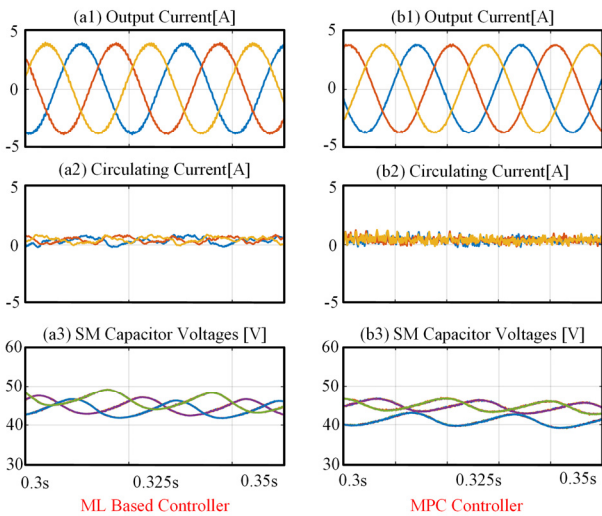 (a1) Output Current[A]
(b1) Output Current[A]
5
0
-5
5
0
-5
(a2) Circulating Current[A]
(b2) Circulating Current[A]
5
0
-5
5
0
-5
(a3) SM Capacitor Voltages [V]
(b3) SM Capacitor Voltages [V]
60
50
40
30
60
50
40
30
0.3s 0.325s 0.35s
0.3s 0.325s 0.35s
ML Based Controller
MPC Controller